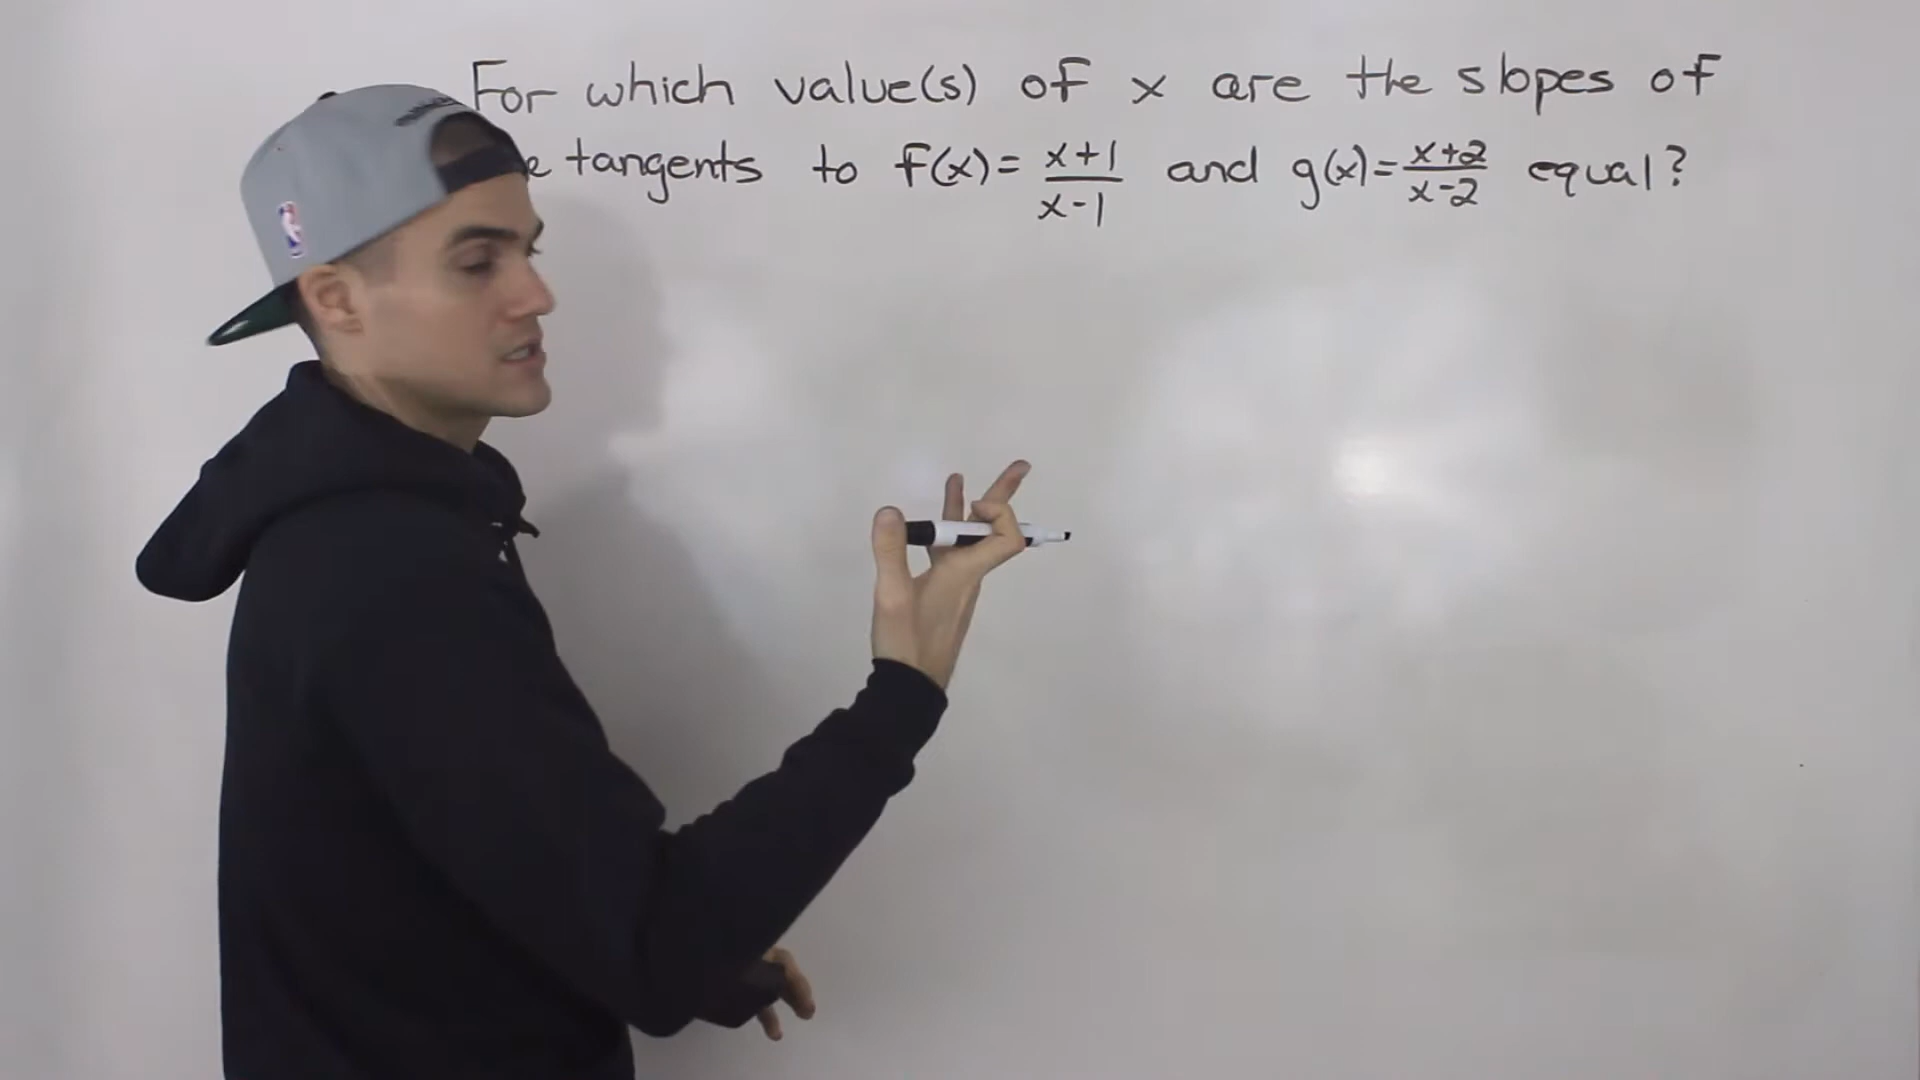 For which value(s) of x are the slopes of
tangents to f(x)= x+1/x-1 and g(x)= x+2/x-2 equal?